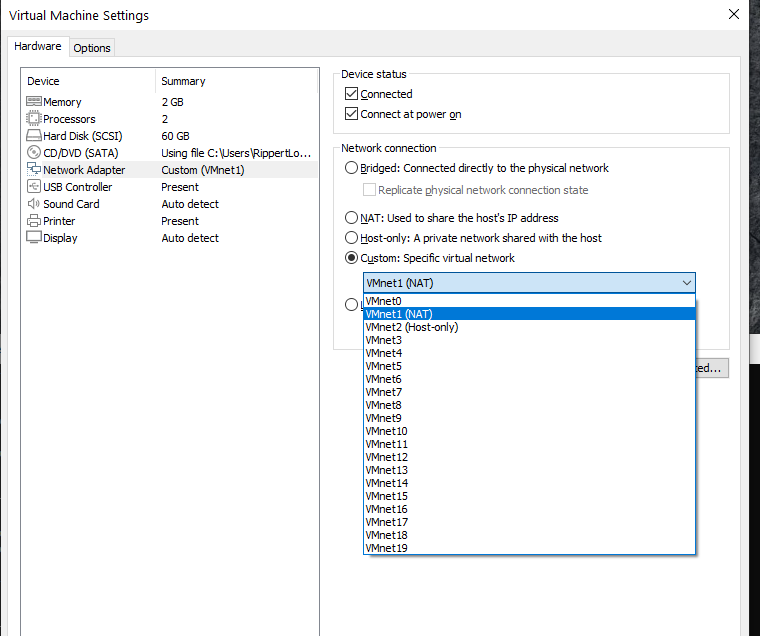 Virtual Machine Settings
Hardware
Options
Device Summary
Memory 2 GB
Processors 2
Hard Disk (SCSI) 60 GB
CD/DVD (SATA) Using file C:\Users\RippertLo...
Network Adapter Custom (VMnet1)
USB Controller Present
Sound Card Auto detect
Printer Present
Display Auto detect
Device status
Connected
Connect at power on
Network connection
Bridged: Connected directly to the physical network
Replicate physical network connection state
NAT: Used to share the host's IP address
Host-only: A private network shared with the host
Custom: Specific virtual network
VMnet1 (NAT)
VMnet0
VMnet1 (NAT)
VMnet2 (Host-only)
VMnet3
VMnet4
VMnet5
VMnet6
VMnet7
VMnet8
VMnet9
VMnet10
VMnet11
VMnet12
VMnet13
VMnet14
VMnet15
VMnet16
VMnet17
VMnet18
VMnet19